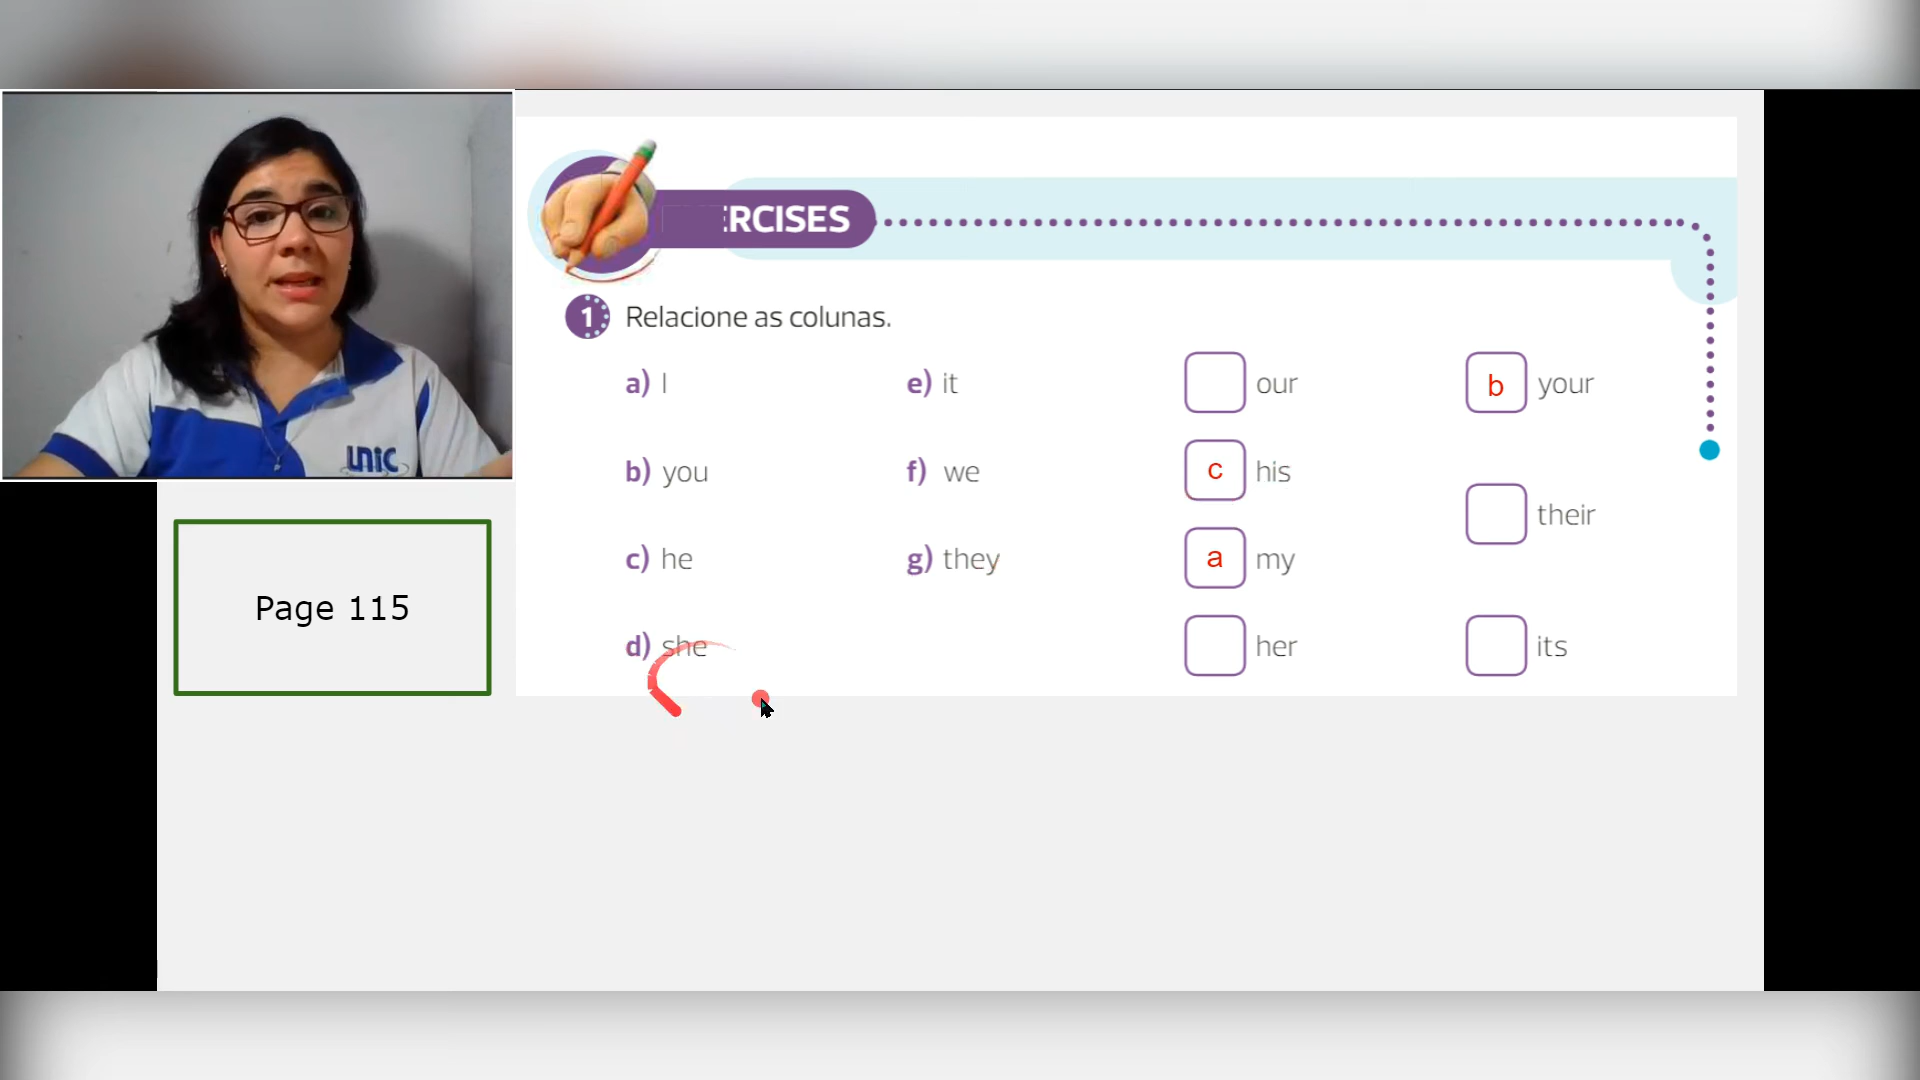 UNIC
Page 115
ERCISES
1 Relacione as colunas.
a) I
b) you
c) he
d) she
e) it
f) we
g) they
our
c his
a my
her
b your
their
its